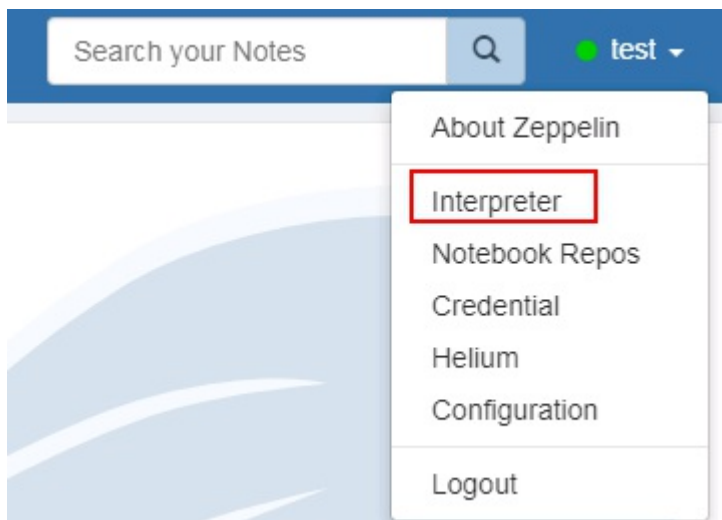 Search your Notes
test
About Zeppelin
Interpreter
Notebook Repos
Credential
Helium
Configuration
Logout